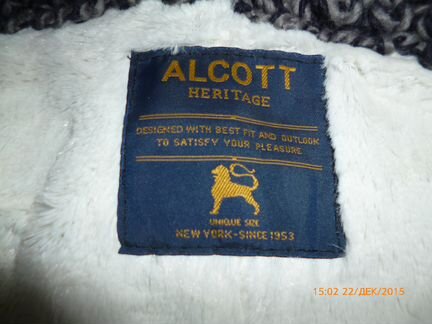 ALCOTT
HERITAGE
DESIGNED WITH BEST FIT AND OUTLOOK
TO SATISFY YOUR PLEASURE
UNIQUE SIZE
NEW YORK-SINCE 1953
15:02 22/ДЕК/2015